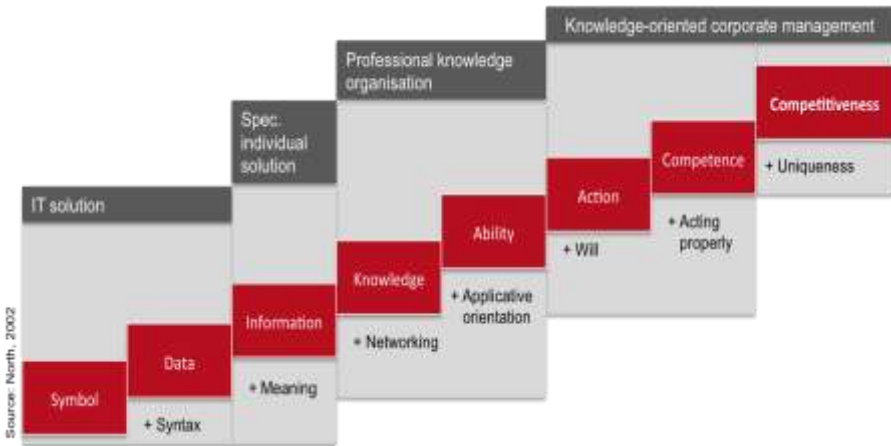 Knowledge-oriented corporate management
Professional knowledge
organisation
Spec.
individual
solution
IT solution
Competitiveness
+ Uniqueness
Competence
+ Acting
properly
Action
+ Will
Ability
+ Applicative
orientation
Knowledge
+ Networking
Information
+ Meaning
Data
+ Syntax
Symbol
Source: North, 2002